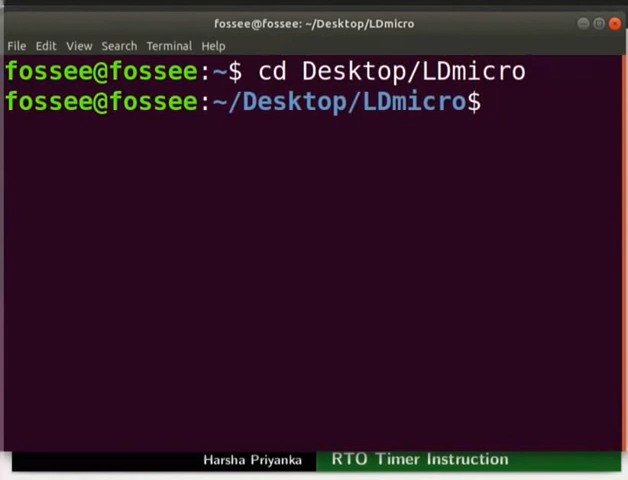 fossee@fossee: ~/Desktop/LDmicro
File Edit View Search Terminal Help
fossee@fossee:~$ cd Desktop/LDmicro
fossee@fossee:~/Desktop/LDmicro$
Harsha Priyanka RTO Timer Instruction